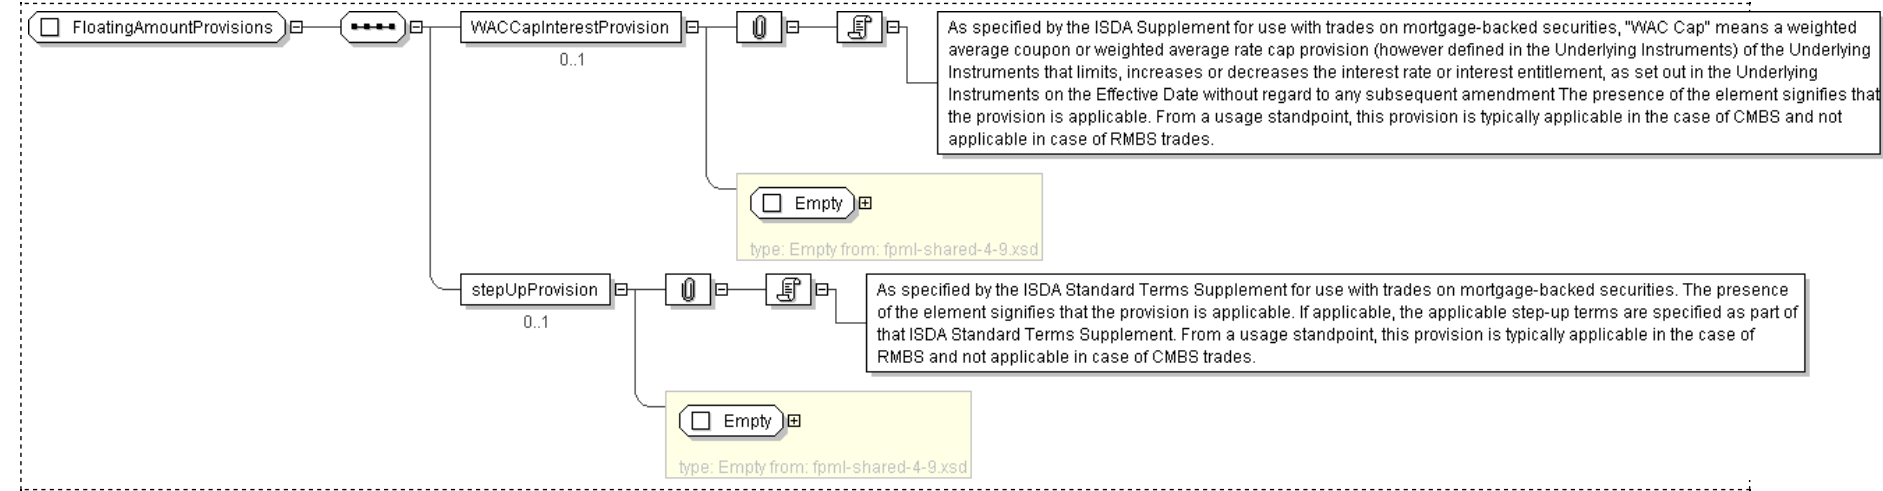 FloatingAmountProvisions
WACCapInterestProvision
0..1
As specified by the ISDA Supplement for use with trades on mortgage-backed securities, "WAC Cap" means a weighted
average coupon or weighted average rate cap provision (however defined in the Underlying Instruments) of the Underlying
Instruments that limits, increases or decreases the interest rate or interest entitlement, as set out in the Underlying
Instruments on the Effective Date without regard to any subsequent amendment The presence of the element signifies that
the provision is applicable. From a usage standpoint, this provision is typically applicable in the case of CMBS and not
applicable in case of RMBS trades.
Empty
type: Empty from: fpml-shared-4-9.xsd
stepUpProvision
0..1
As specified by the ISDA Standard Terms Supplement for use with trades on mortgage-backed securities. The presence
of the element signifies that the provision is applicable. If applicable, the applicable step-up terms are specified as part of
that ISDA Standard Terms Supplement. From a usage standpoint, this provision is typically applicable in the case of
RMBS and not applicable in case of CMBS trades.
Empty
type: Empty from: fpml-shared-4-9.xsd